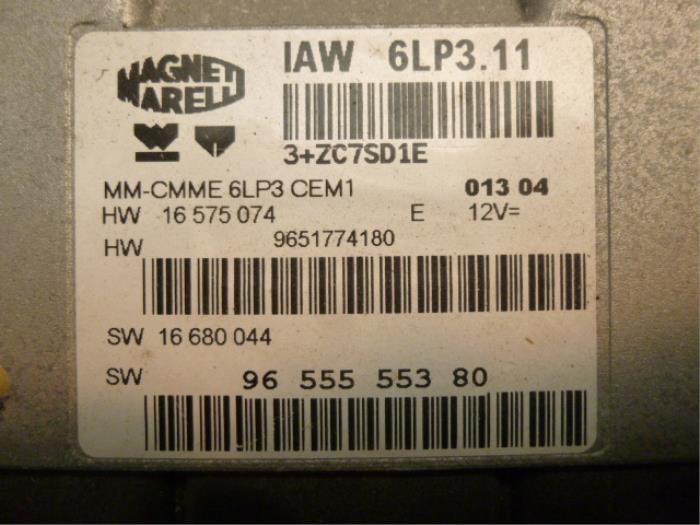 MAGNETI
MARELLI
IAW 6LP3.11
3+ZC7SD1E
MM-CMME 6LP3 CEM1 013 04
HW 16 575 074 E 12V=
HW 9651774180
SW 16 680 044
SW 96 555 553 80